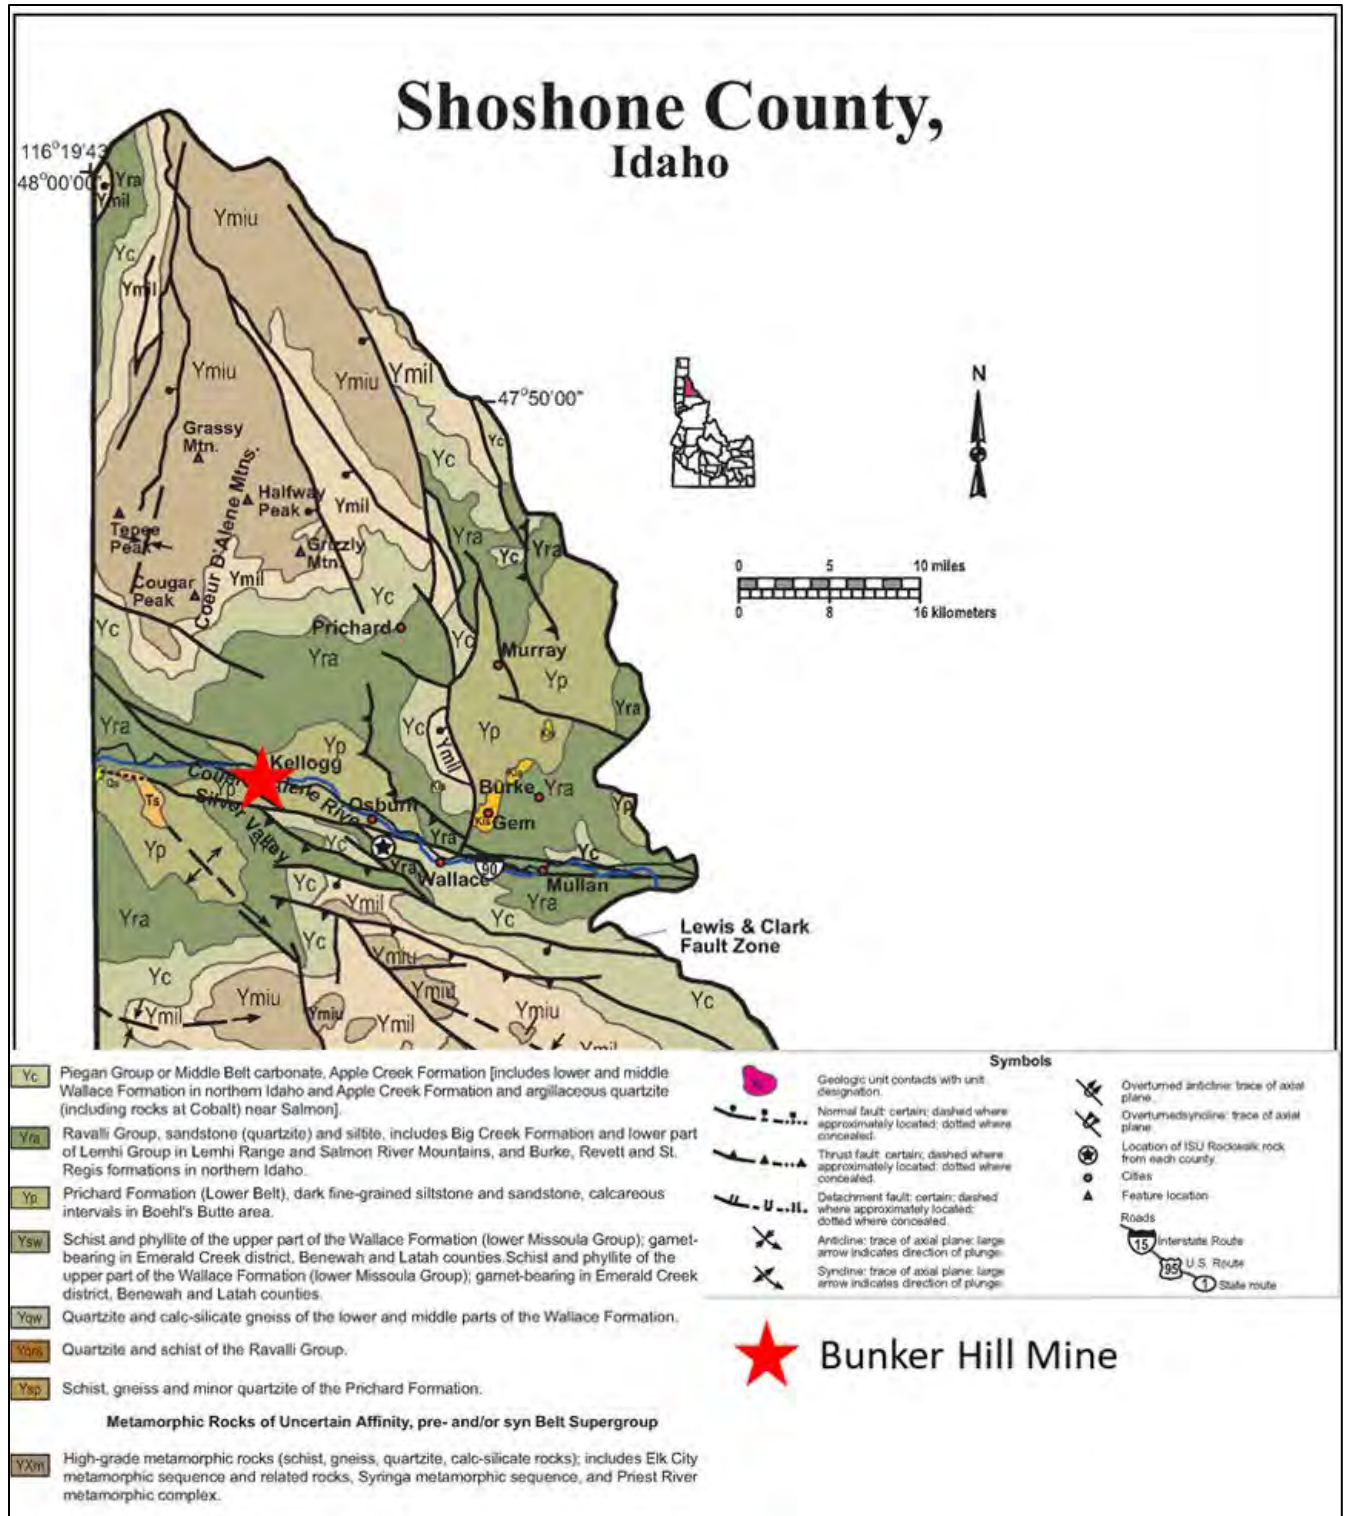 Shoshone County,
Idaho
116°19'43
48°00'00"
Yra
Ymil
Ymiu
Yc
Ymil
Ymiu
Ymiu
Ymil
47°50'00"
N
Grassy
Mtn.
Yc
Yc
Coeur D'Alene Mtns.
Halfway
Peak
Ymil
Tepee
Peak
Grizzly
Mtn.
Yra
Yc
Yra
0 5 10 miles
0 8 16 kilometers
Cougar
Peak
Ymil
Yc
Yc
Prichard
Yra
Yc
Murray
Yp
Yra
Yra
Yc
Ymil
Yp
Yp
Kellogg
Yp
Silver Valley
Osburn
Burke
Yra
Gem
Yp
Ts
Yp
Yc
Yra
Yra
Wallace
90
Yc
Mullan
Yc
Ymil
Yra
Yra
Yc
Yc
Ymiu
Lewis & Clark
Fault Zone
Yc
Ymil
Ymiu
Ymiu
Ymiu
Ymil
Ymiu
Yc
Ymil
Yc Piegan Group or Middle Belt carbonate, Apple Creek Formation [includes lower and middle
Wallace Formation in northern Idaho and Apple Creek Formation and argillaceous quartzite
(including rocks at Cobalt) near Salmon].
Yra Ravalli Group, sandstone (quartzite) and siltite, includes Big Creek Formation and lower part
of Lemhi Group in Lemhi Range and Salmon River Mountains, and Burke, Revett and St.
Regis formations in northern Idaho.
Yp Prichard Formation (Lower Belt), dark fine-grained siltstone and sandstone, calcareous
intervals in Boehl's Butte area.
Ysw Schist and phyllite of the upper part of the Wallace Formation (lower Missoula Group); garnet-
bearing in Emerald Creek district, Benewah and Latah counties.Schist and phyllite of the
upper part of the Wallace Formation (lower Missoula Group); garnet-bearing in Emerald Creek
district, Benewah and Latah counties.
Yqw Quartzite and calc-silicate gneiss of the lower and middle parts of the Wallace Formation.
Yqrs Quartzite and schist of the Ravalli Group.
Ysp Schist, gneiss and minor quartzite of the Prichard Formation.
Metamorphic Rocks of Uncertain Affinity, pre- and/or syn Belt Supergroup
YXm High-grade metamorphic rocks (schist, gneiss, quartzite, calc-silicate rocks); includes Elk City
metamorphic sequence and related rocks, Syringa metamorphic sequence, and Priest River
metamorphic complex.
Symbols
Geologic unit contacts with unit
designation.
Normal fault: certain; dashed where
approximately located; dotted where
concealed.
Thrust fault: certain; dashed where
approximately located; dotted where
concealed.
Detachment fault: certain; dashed
where approximately located;
dotted where concealed.
Anticline: trace of axial plane; large
arrow indicates direction of plunge.
Syncline: trace of axial plane; large
arrow indicates direction of plunge.
Overturned anticline: trace of axial
plane.
Overturnedsyncline: trace of axial
plane
Location of ISU Rockwalk rock
from each county.
Cities
Feature location
Roads
15 Interstate Route
95 U.S. Route
1 State route
Bunker Hill Mine